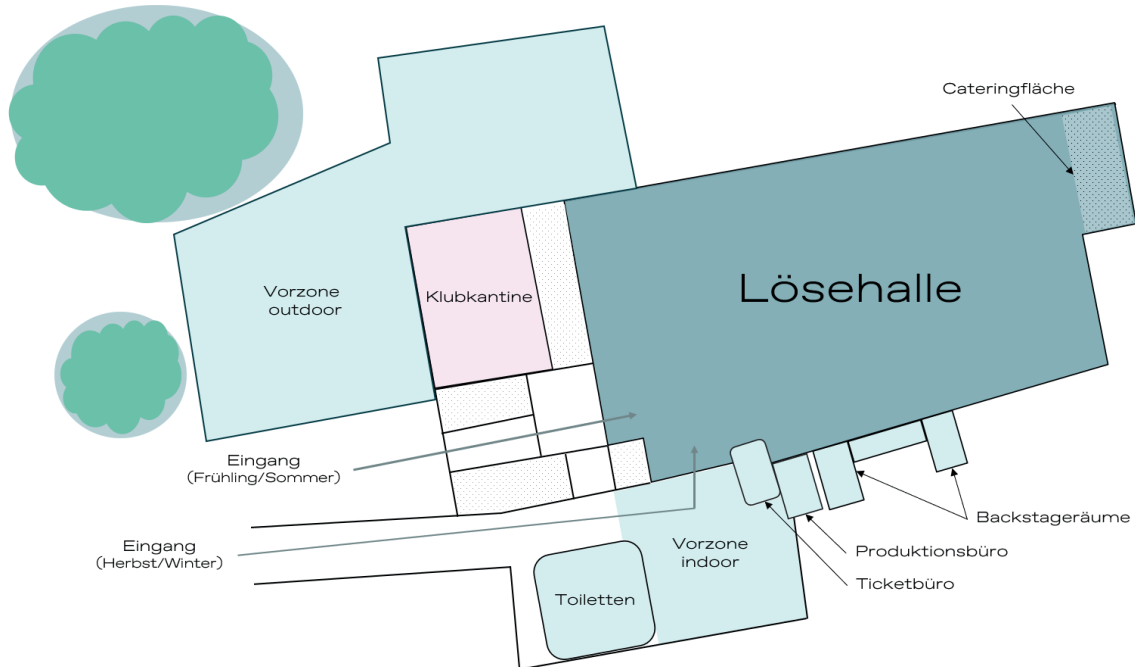 Cateringfläche
Lösehalle
Vorzone
outdoor
Klubkantine
Eingang
(Frühling/Sommer)
Eingang
(Herbst/Winter)
Vorzone
indoor
Toiletten
Backstageräume
Produktionsbüro
Ticketbüro